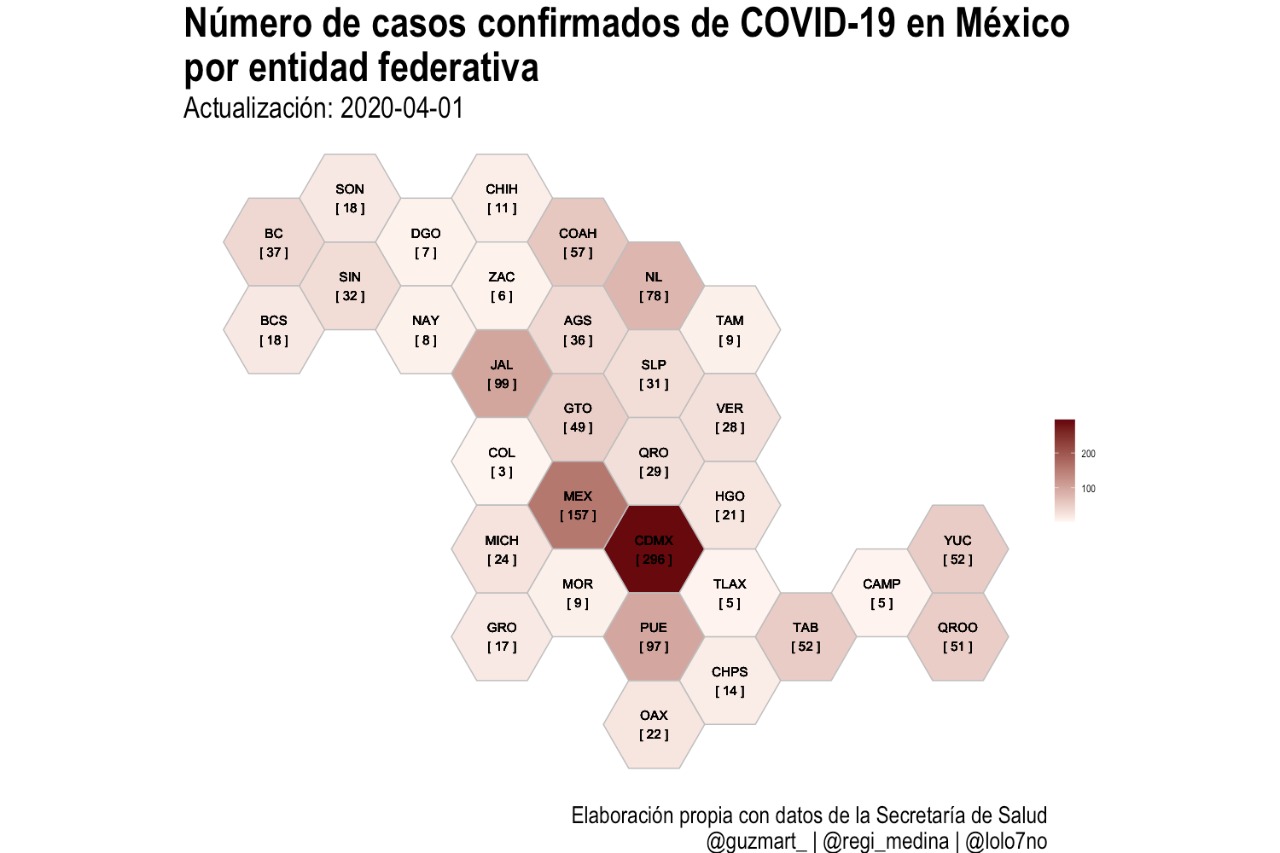 Número de casos confirmados de COVID-19 en México
por entidad federativa
Actualización: 2020-04-01
SON
[ 18 ]
CHIH
[ 11 ]
BC
[ 37 ]
DGO
[ 7 ]
COAH
[ 57 ]
SIN
[ 32 ]
ZAC
[ 6 ]
NL
[ 78 ]
BCS
[ 18 ]
NAY
[ 8 ]
AGS
[ 36 ]
TAM
[ 9 ]
JAL
[ 99 ]
SLP
[ 31 ]
GTO
[ 49 ]
VER
[ 28 ]
COL
[ 3 ]
QRO
[ 29 ]
200
100
MEX
[ 157 ]
HGO
[ 21 ]
MICH
[ 24 ]
CDMX
[ 296 ]
YUC
[ 52 ]
MOR
[ 9 ]
TLAX
[ 5 ]
CAMP
[ 5 ]
GRO
[ 17 ]
PUE
[ 97 ]
TAB
[ 52 ]
QROO
[ 51 ]
CHPS
[ 14 ]
OAX
[ 22 ]
Elaboración propia con datos de la Secretaría de Salud
@guzmart_ | @regi_medina | @lolo7no